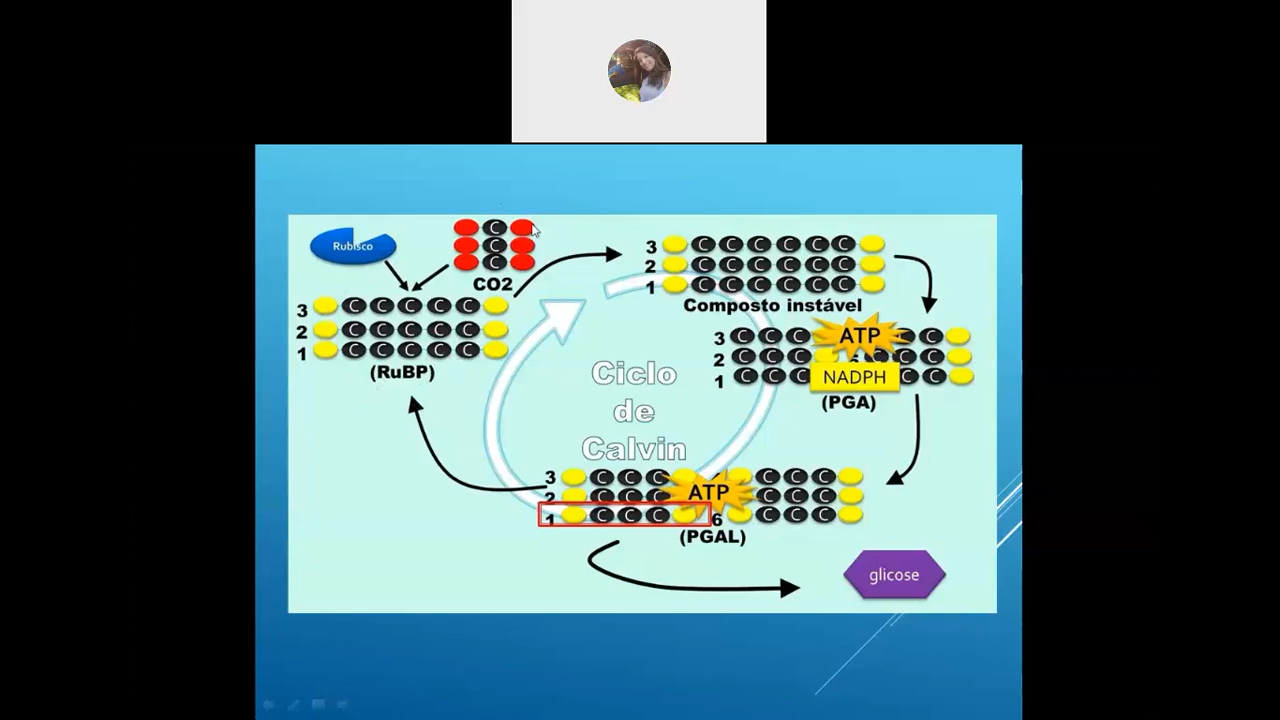 Rubisco
C
C
C
CO2
3 C C C C C
2 C C C C C
1 C C C C C
(RuBP)
3 C C C C C C
2 C C C C C C
1 C C C C C C
Composto instável
3 C C C ATP C C
2 C C C 6 C C C
1 C C C NADPH C C
(PGA)
Ciclo
de
Calvin
3 C C C C C C
2 C C C ATP C C C
1 C C C 6 C C C
(PGAL)
glicose